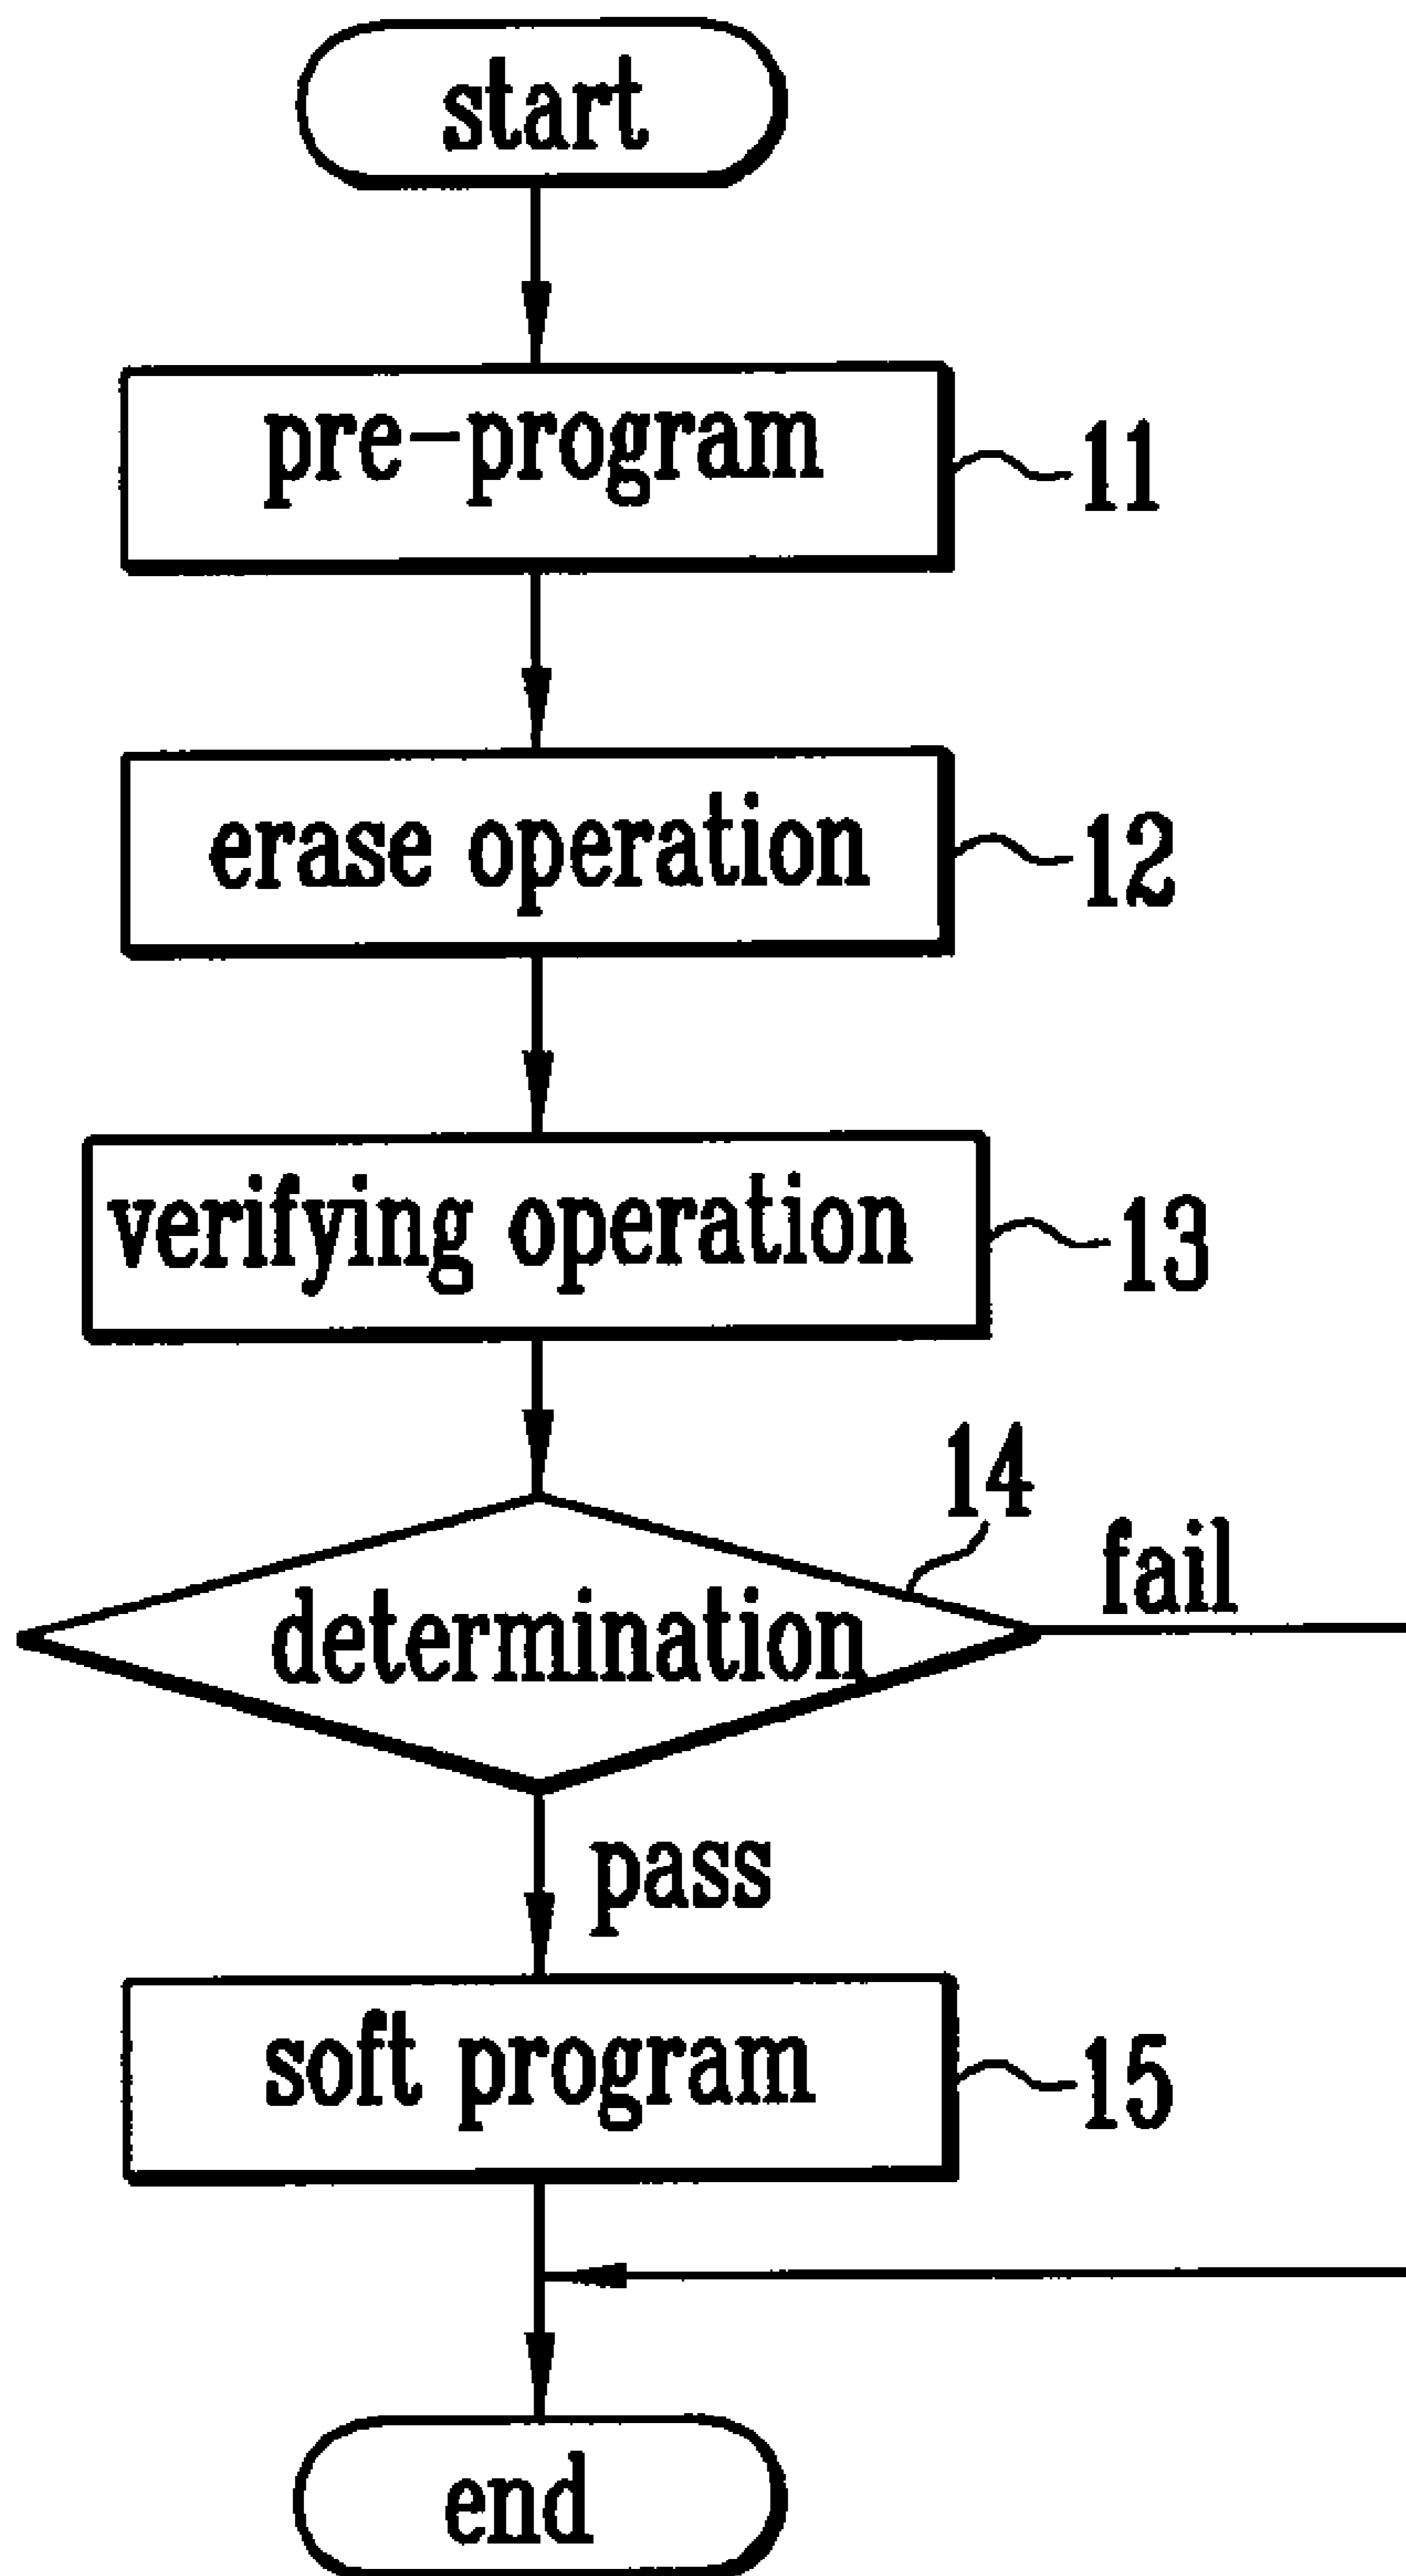 start
pre-program
11
erase operation
12
verifying operation
13
14
determination
fail
pass
soft program
15
end